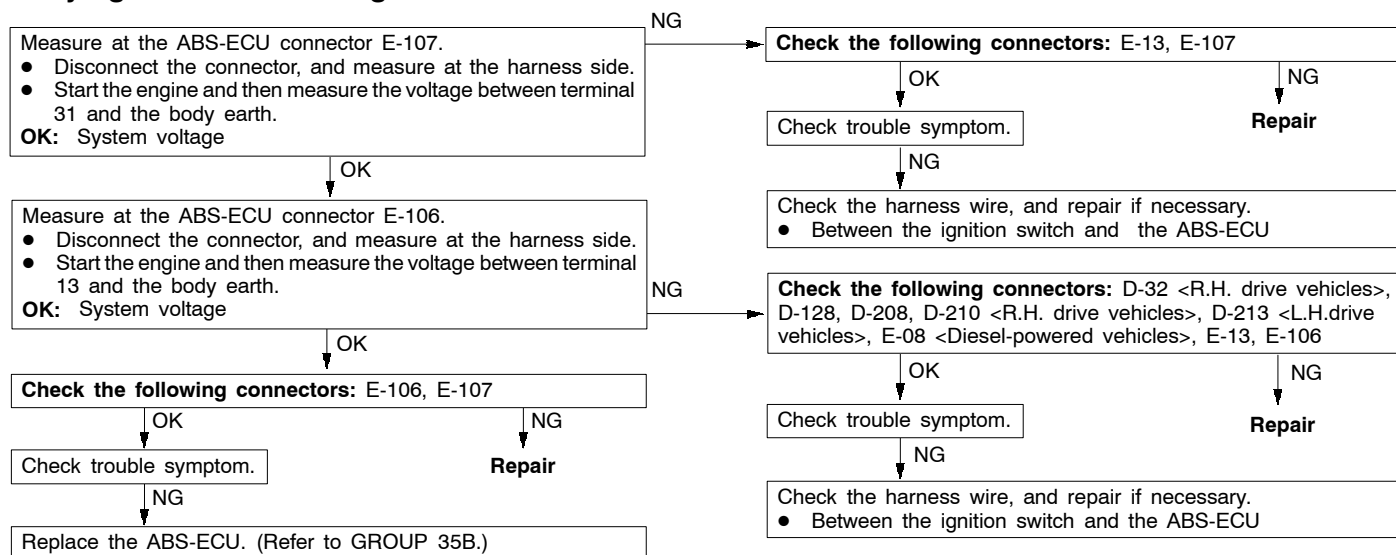 NG
Measure at the ABS-ECU connector E-107.
● Disconnect the connector, and measure at the harness side.
● Start the engine and then measure the voltage between terminal
31 and the body earth.
OK: System voltage
OK
Measure at the ABS-ECU connector E-106.
● Disconnect the connector, and measure at the harness side.
● Start the engine and then measure the voltage between terminal
13 and the body earth.
OK: System voltage
NG
OK
Check the following connectors: E-106, E-107
OK
NG
Check trouble symptom.
Repair
NG
Replace the ABS-ECU. (Refer to GROUP 35B.)
Check the following connectors: E-13, E-107
OK
NG
Check trouble symptom.
Repair
NG
Check the harness wire, and repair if necessary.
● Between the ignition switch and the ABS-ECU
Check the following connectors: D-32 <R.H. drive vehicles>,
D-128, D-208, D-210 <R.H. drive vehicles>, D-213 <L.H.drive
vehicles>, E-08 <Diesel-powered vehicles>, E-13, E-106
OK
NG
Check trouble symptom.
Repair
NG
Check the harness wire, and repair if necessary.
● Between the ignition switch and the ABS-ECU